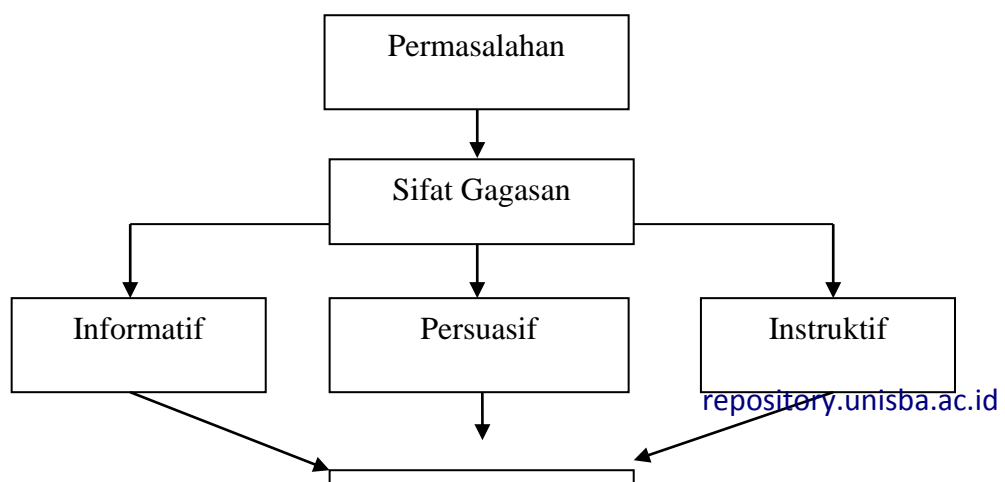 Permasalahan
Sifat Gagasan
Informatif
Persuasif
Instruktif
repository.unisba.ac.id